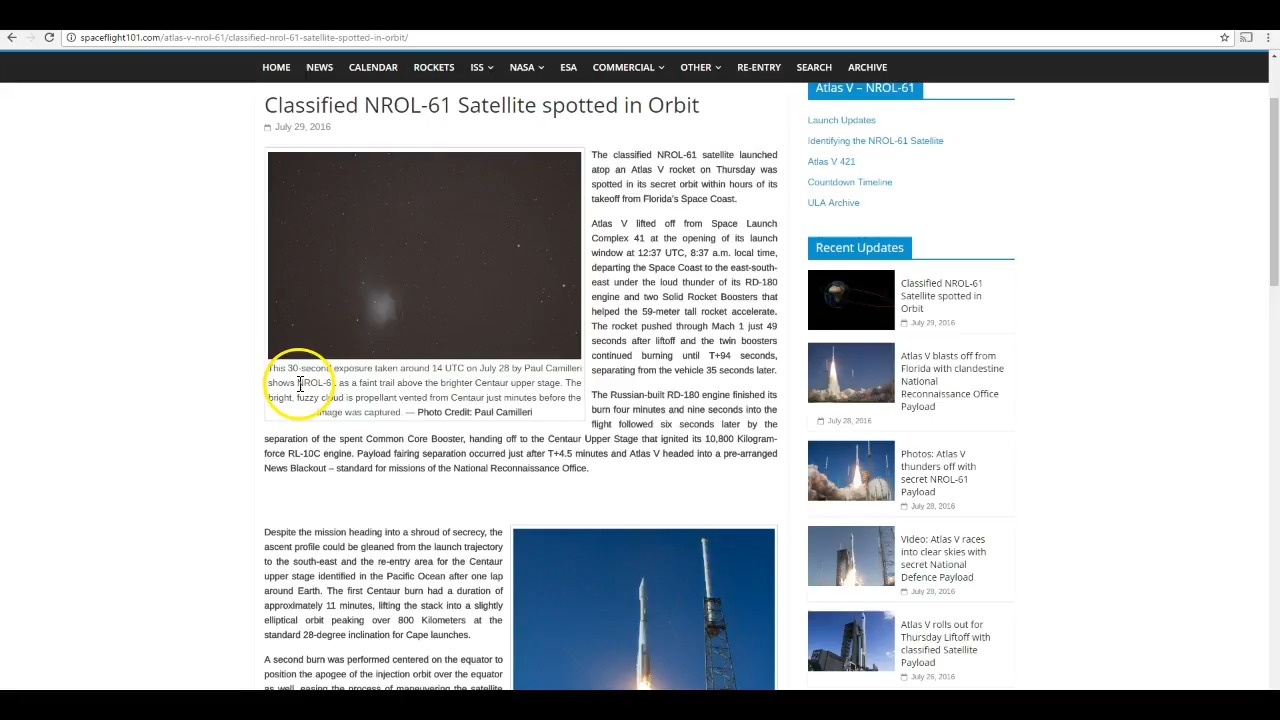 spaceflight101.com/atlas-v-nrol-61/classified-nrol-61-satellite-spotted-in-orbit/
HOME NEWS CALENDAR ROCKETS ISS NASA ESA COMMERCIAL OTHER RE-ENTRY SEARCH ARCHIVE
Classified NROL-61 Satellite spotted in Orbit
July 29, 2016
This 30-second exposure taken around 14 UTC on July 28 by Paul Camilleri
shows NROL-61 as a faint trail above the brighter Centaur upper stage. The
bright, fuzzy cloud is propellant vented from Centaur just minutes before the
image was captured. — Photo Credit: Paul Camilleri
The classified NROL-61 satellite launched
atop an Atlas V rocket on Thursday was
spotted in its secret orbit within hours of its
takeoff from Florida's Space Coast.
Atlas V lifted off from Space Launch
Complex 41 at the opening of its launch
window at 12:37 UTC, 8:37 a.m. local time,
departing the Space Coast to the east-south-
east under the loud thunder of its RD-180
engine and two Solid Rocket Boosters that
helped the 59-meter tall rocket accelerate.
The rocket pushed through Mach 1 just 49
seconds after liftoff and the twin boosters
continued burning until T+94 seconds,
separating from the vehicle 35 seconds later.
The Russian-built RD-180 engine finished its
burn four minutes and nine seconds into the
flight followed six seconds later by the
separation of the spent Common Core Booster, handing off to the Centaur Upper Stage that ignited its 10,800 Kilogram-
force RL-10C engine. Payload fairing separation occurred just after T+4.5 minutes and Atlas V headed into a pre-arranged
News Blackout – standard for missions of the National Reconnaissance Office.
Despite the mission heading into a shroud of secrecy, the
ascent profile could be gleaned from the launch trajectory
to the south-east and the re-entry area for the Centaur
upper stage identified in the Pacific Ocean after one lap
around Earth. The first Centaur burn had a duration of
approximately 11 minutes, lifting the stack into a slightly
elliptical orbit peaking over 800 Kilometers at the
standard 28-degree inclination for Cape launches.
A second burn was performed centered on the equator to
position the apogee of the injection orbit over the equator
as well, easing the process of maneuvering the satellite
Atlas V – NROL-61
Launch Updates
Identifying the NROL-61 Satellite
Atlas V 421
Countdown Timeline
ULA Archive
Recent Updates
Classified NROL-61
Satellite spotted in
Orbit
July 29, 2016
Atlas V blasts off from
Florida with clandestine
National
Reconnaissance Office
Payload
July 28, 2016
Photos: Atlas V
thunders off with
secret NROL-61
Payload
July 28, 2016
Video: Atlas V races
into clear skies with
secret National
Defence Payload
July 28, 2016
Atlas V rolls out for
Thursday Liftoff with
classified Satellite
Payload
July 26, 2016